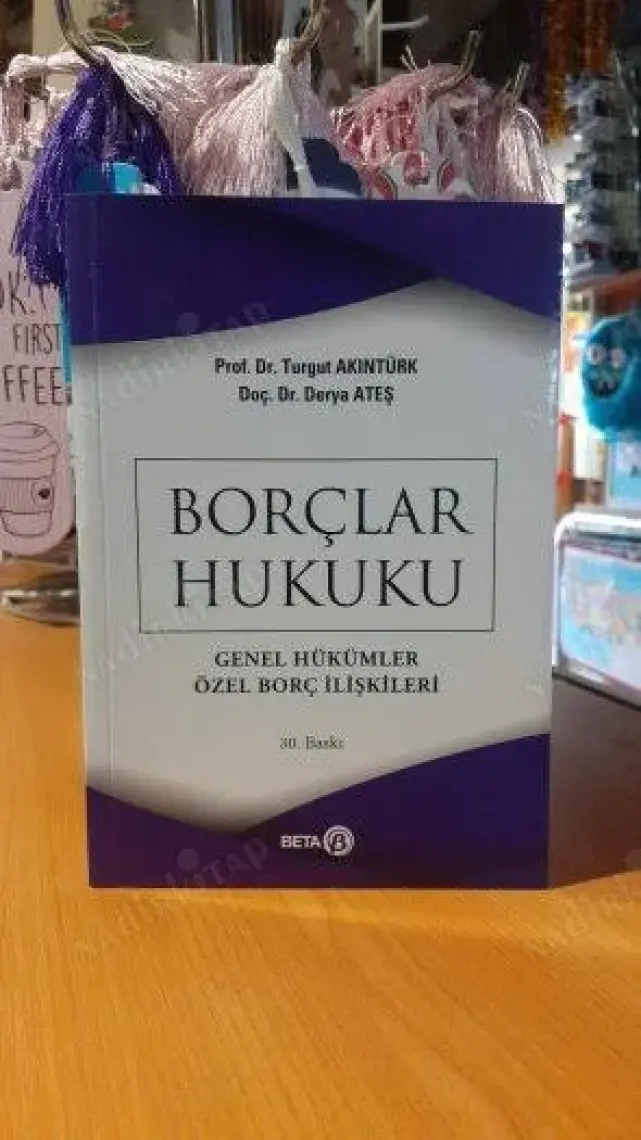 Prof. Dr. Turgut AKINTÜRK
Doç. Dr. Derya ATEŞ
BORÇLAR
HUKUKU
GENEL HÜKÜMLER
ÖZEL BORÇ İLİŞKİLERİ
30. Baskı
BETA
FIRST
nadirkitap